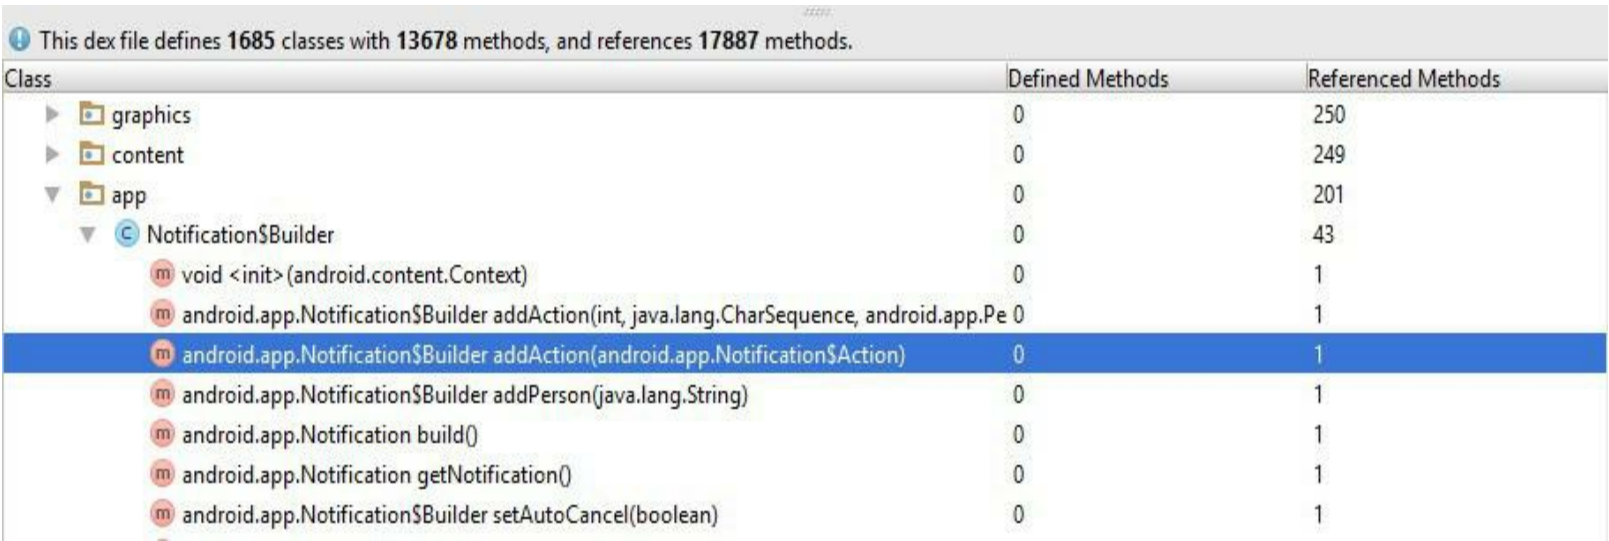 This dex file defines 1685 classes with 13678 methods, and references 17887 methods.
Class Defined Methods Referenced Methods
graphics 0 250
content 0 249
app 0 201
C Notification$Builder 0 43
m void <init>(android.content.Context) 0 1
m android.app.Notification$Builder addAction(int, java.lang.CharSequence, android.app.Pe 0 1
m android.app.Notification$Builder addAction(android.app.Notification$Action) 0 1
m android.app.Notification$Builder addPerson(java.lang.String) 0 1
m android.app.Notification build() 0 1
m android.app.Notification getNotification() 0 1
m android.app.Notification$Builder setAutoCancel(boolean) 0 1